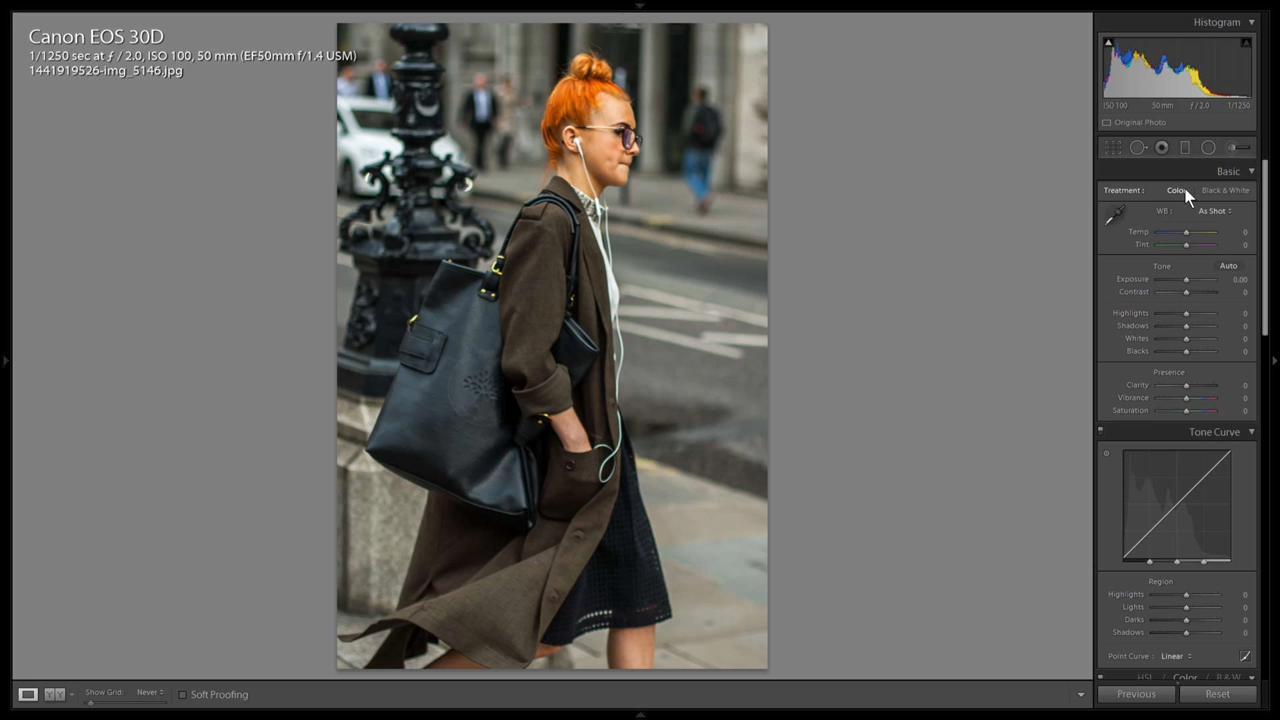 Canon EOS 30D
1/1250 sec at ƒ / 2.0, ISO 100, 50 mm (EF50mm f/1.4 USM)
1441919526-img_5146.jpg
Histogram
ISO 100 50 mm ƒ / 2.0 1/1250
Original Photo
Basic
Treatment : Color Black & White
WB : As Shot
Temp 0
Tint 0
Tone Auto
Exposure 0.00
Contrast 0
Highlights 0
Shadows 0
Whites 0
Blacks 0
Presence
Clarity 0
Vibrance 0
Saturation 0
Tone Curve
Region
Highlights 0
Lights 0
Darks 0
Shadows 0
Point Curve : Linear
HSL / Color / B & W
Previous Reset
Show Grid: Never Soft Proofing